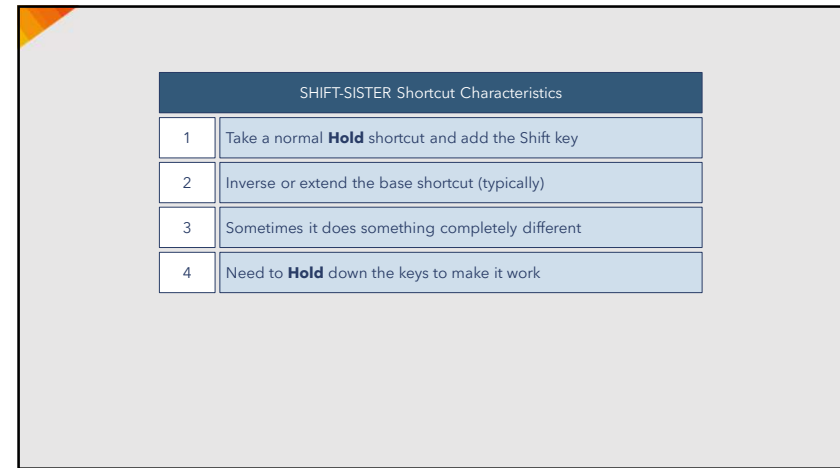 SHIFT-SISTER Shortcut Characteristics
1 Take a normal Hold shortcut and add the Shift key
2 Inverse or extend the base shortcut (typically)
3 Sometimes it does something completely different
4 Need to Hold down the keys to make it work